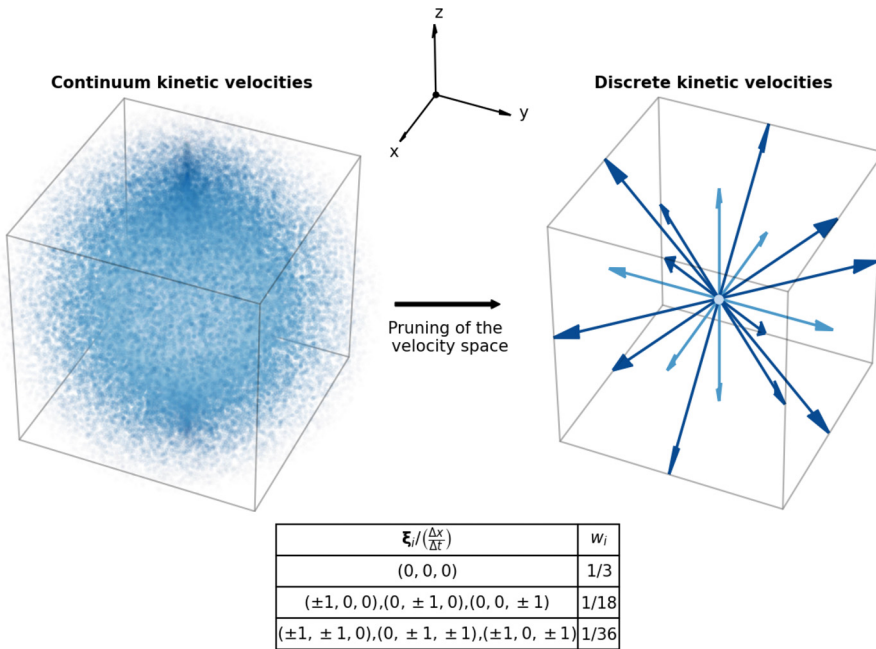 z
Continuum kinetic velocities
Discrete kinetic velocities
y
x
Pruning of the
velocity space
ξᵢ/(Δx/Δt) wᵢ
(0, 0, 0) 1/3
(±1, 0, 0),(0, ±1, 0),(0, 0, ±1) 1/18
(±1, ±1, 0),(0, ±1, ±1),(±1, 0, ±1) 1/36